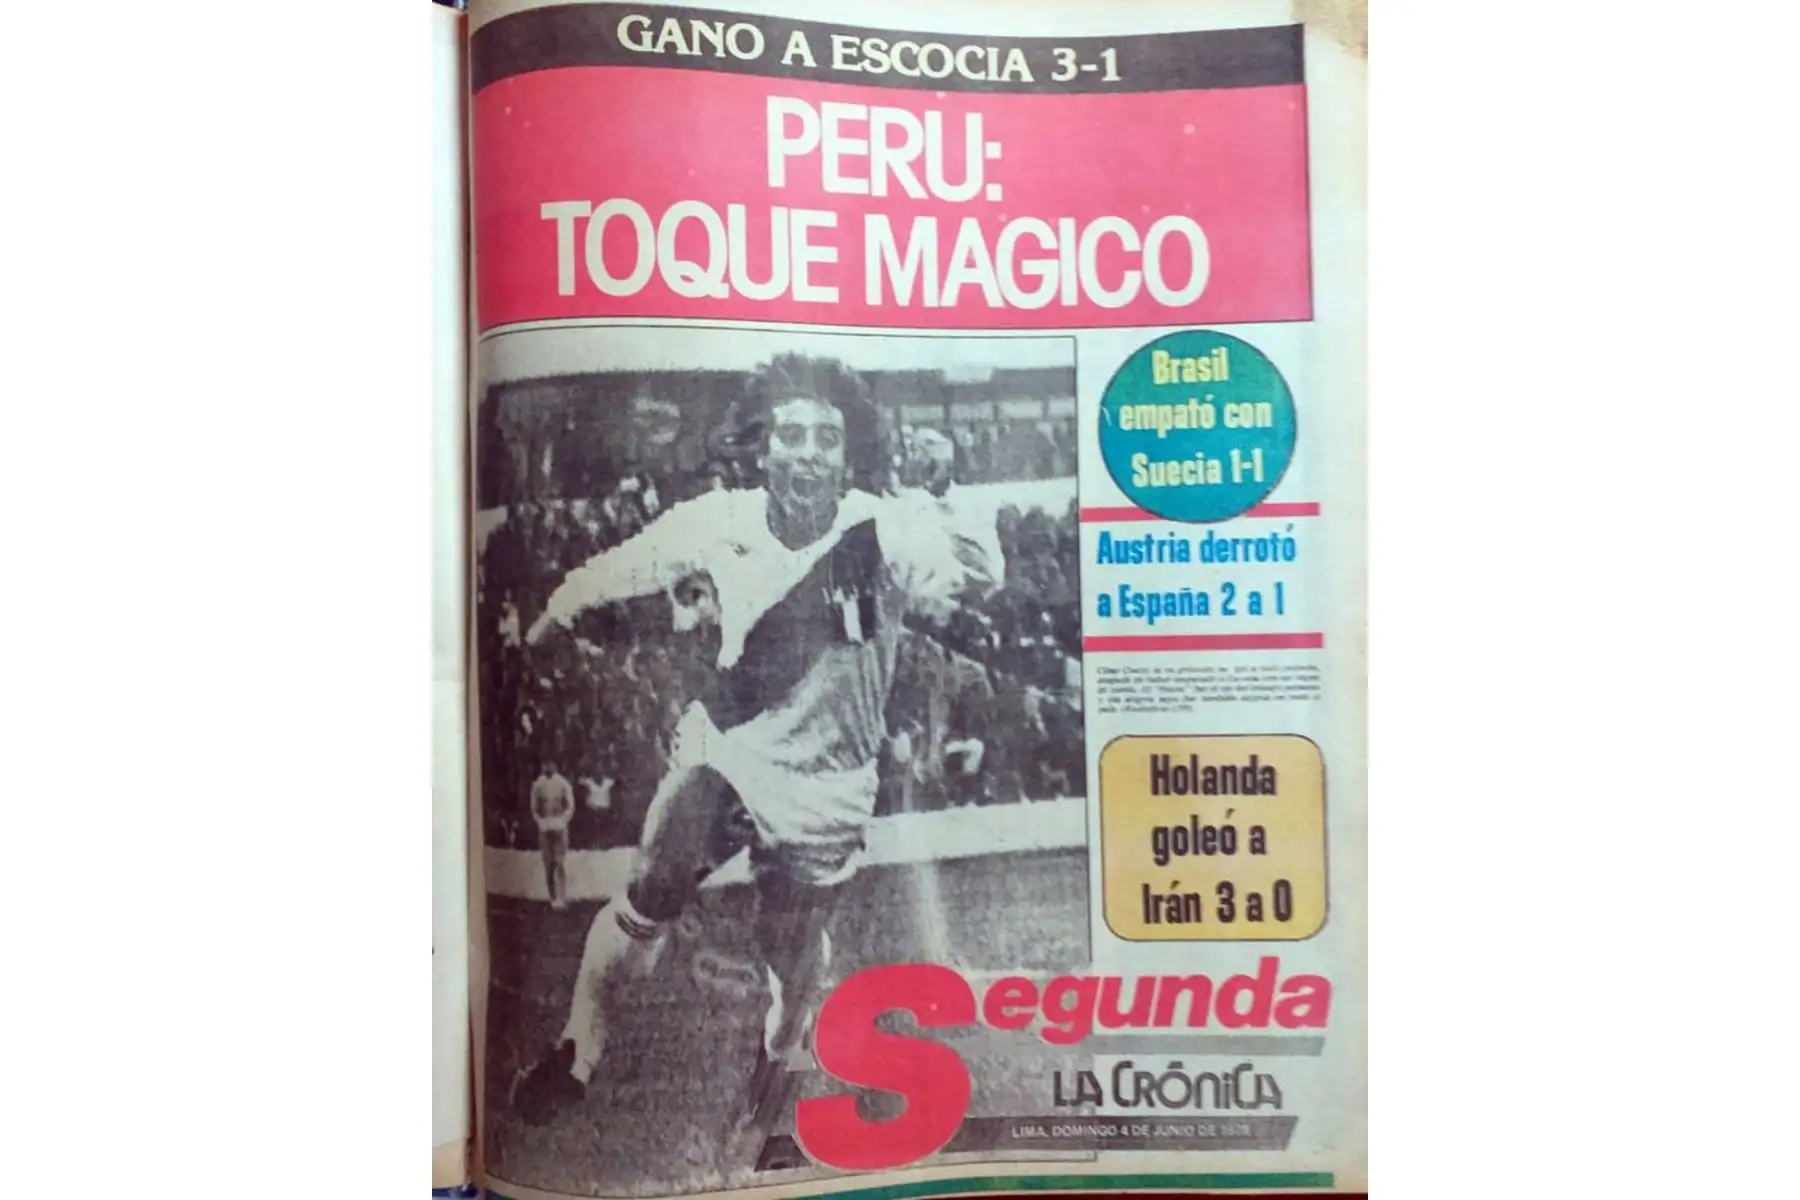 GANO A ESCOCIA 3-1
PERU:
TOQUE MAGICO
Brasil
empató con
Suecia 1-1
Austria derrotó
a España 2 a 1
Holanda
goleó a
Irán 3 a 0
Segunda
LA CRÓNICA
LIMA, DOMINGO 4 DE JUNIO DE 1978